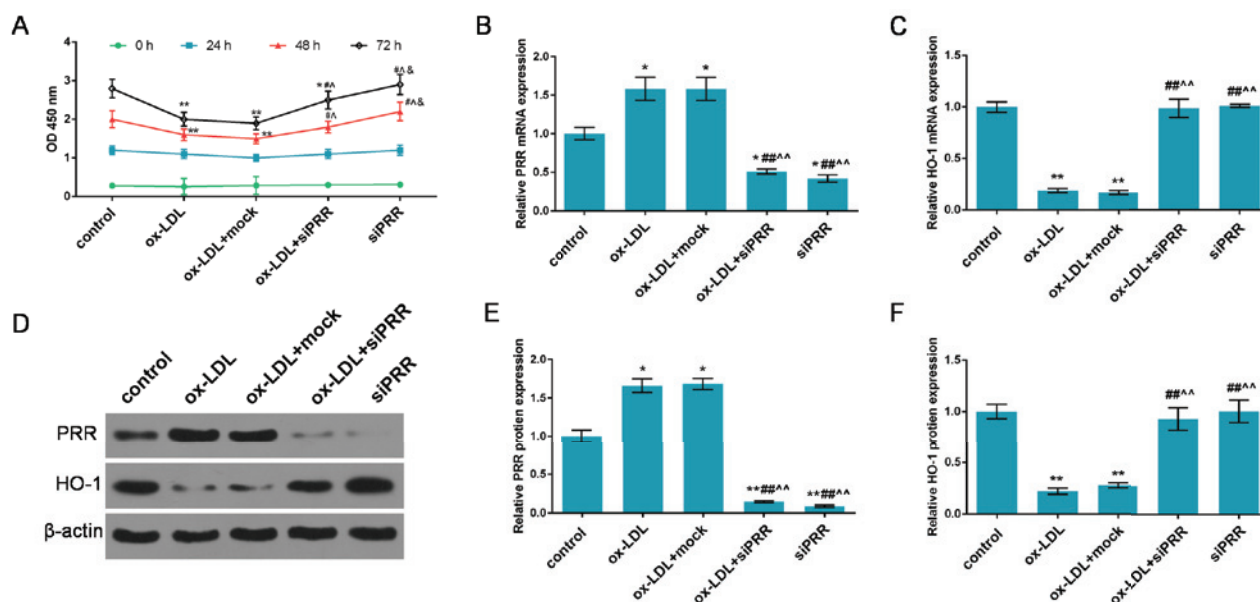 A
0 h
24 h
48 h
72 h
OD 450 nm
4
3
2
1
0
**
**
* #^
#^ &
**
**
#^
#^ &
control
ox-LDL
ox-LDL+mock
ox-LDL+siPRR
siPRR
B
Relative PRR mRNA expression
2.0
1.5
1.0
0.5
0.0
*
*
*##^^
*##^^
control
ox-LDL
ox-LDL+mock
ox-LDL+siPRR
siPRR
C
Relative HO-1 mRNA expression
1.5
1.0
0.5
0.0
**
**
##^^
##^^
control
ox-LDL
ox-LDL+mock
ox-LDL+siPRR
siPRR
D
control
ox-LDL
ox-LDL+mock
ox-LDL+siPRR
siPRR
PRR
HO-1
β-actin
E
Relative PRR protien expression
2.0
1.5
1.0
0.5
0.0
*
*
**##^^
**##^^
control
ox-LDL
ox-LDL+mock
ox-LDL+siPRR
siPRR
F
Relative HO-1 protien expression
1.5
1.0
0.5
0.0
**
**
##^^
##^^
control
ox-LDL
ox-LDL+mock
ox-LDL+siPRR
siPRR